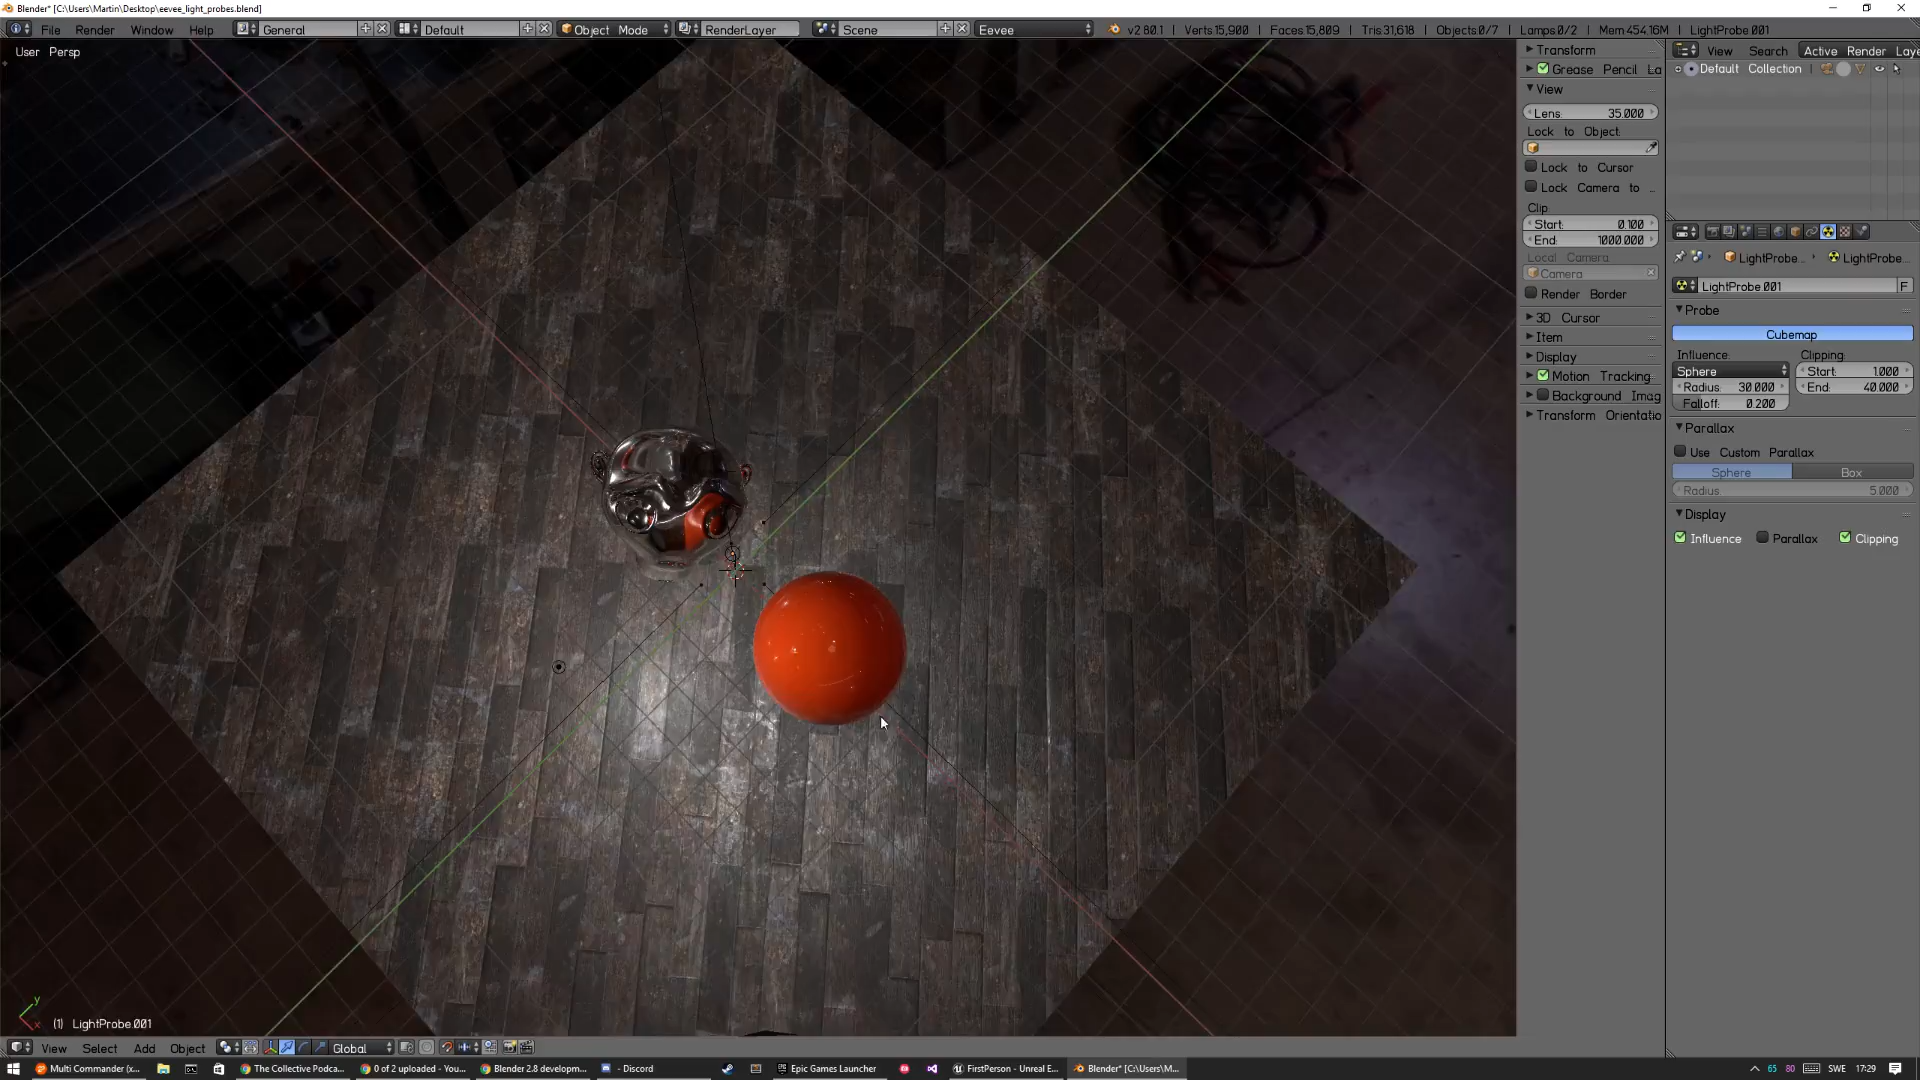 Blender* [C:\Users\Martin\Desktop\eevee_light_probes.blend]
File Render Window Help General Default Object Mode RenderLayer Scene Eevee v2.80.1 | Verts:15,900 | Faces:15,809 | Tris:31,618 | Objects:0/7 | Lamps:0/2 | Mem:454.16M | LightProbe.001
User Persp
Transform
Grease Pencil La
View
Lens: 35.000
Lock to Object:
Lock to Cursor
Lock Camera to ...
Clip
Start: 0.100
End: 1000.000
Local Camera
Camera
Render Border
3D Cursor
Item
Display
Motion Tracking
Background Imag
Transform Orientatio
View Search Active Render Laye
Default Collection |
LightProbe... LightProbe...
LightProbe.001 F
Probe
Cubemap
Influence: Clipping:
Sphere Start: 1.000
Radius: 30.000 End: 40.000
Falloff: 0.200
Parallax
Use Custom Parallax
Sphere Box
Radius 5.000
Display
Influence Parallax Clipping
y
x
(1) LightProbe.001
View Select Add Object Global
Multi Commander (x... The Collective Podca... 0 of 2 uploaded - You... Blender 2.8 developm... - Discord Epic Games Launcher FirstPerson - Unreal E... Blender* [C:\Users\M... 65 80 SWE 17:29